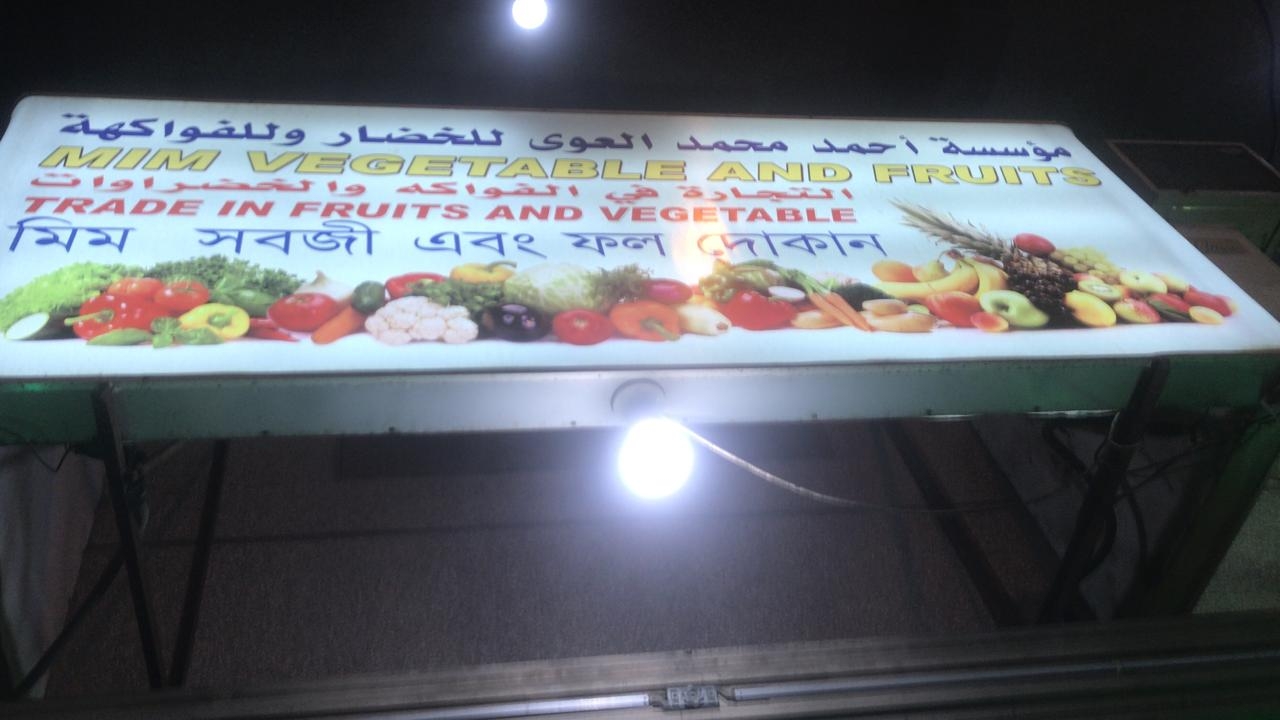 مؤسسة أحمد محمد العوى للخضار وللفواكهة
MIM VEGETABLE AND FRUITS
التجارة في الفواكه والخضراوات
TRADE IN FRUITS AND VEGETABLE
মিম সবজী এবং ফল দোকান